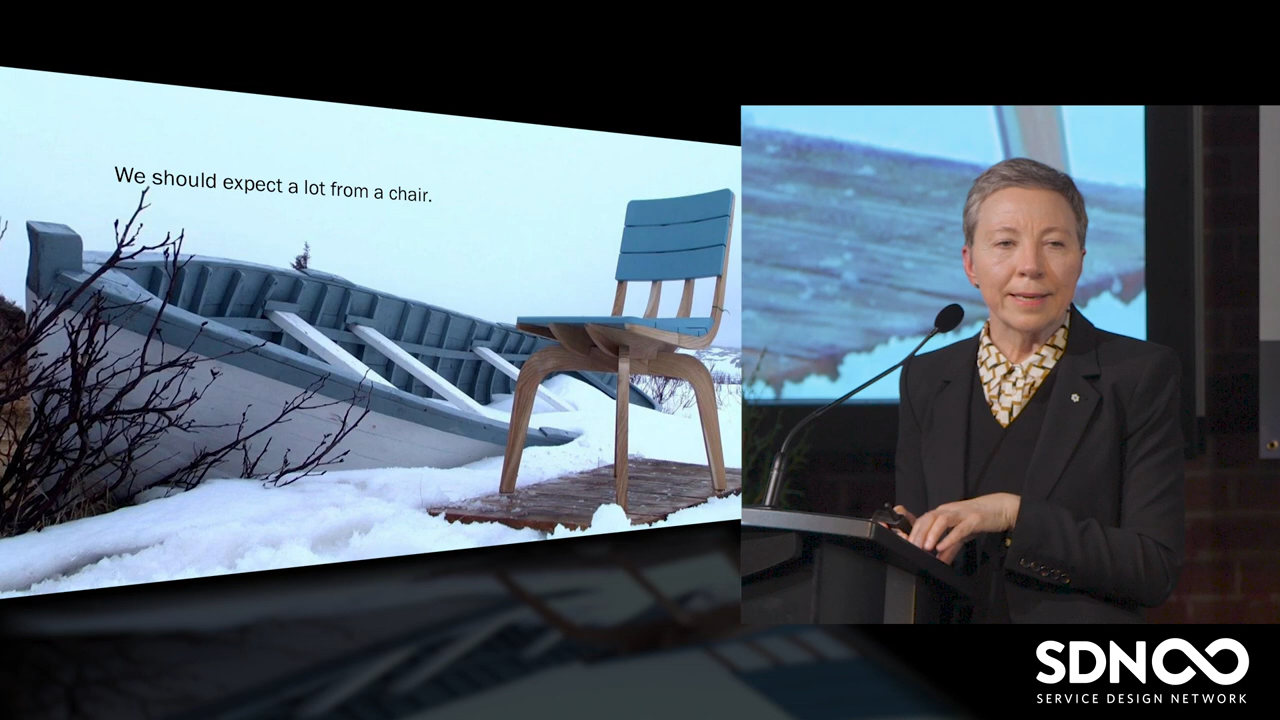 We should expect a lot from a chair.
SDN
SERVICE DESIGN NETWORK